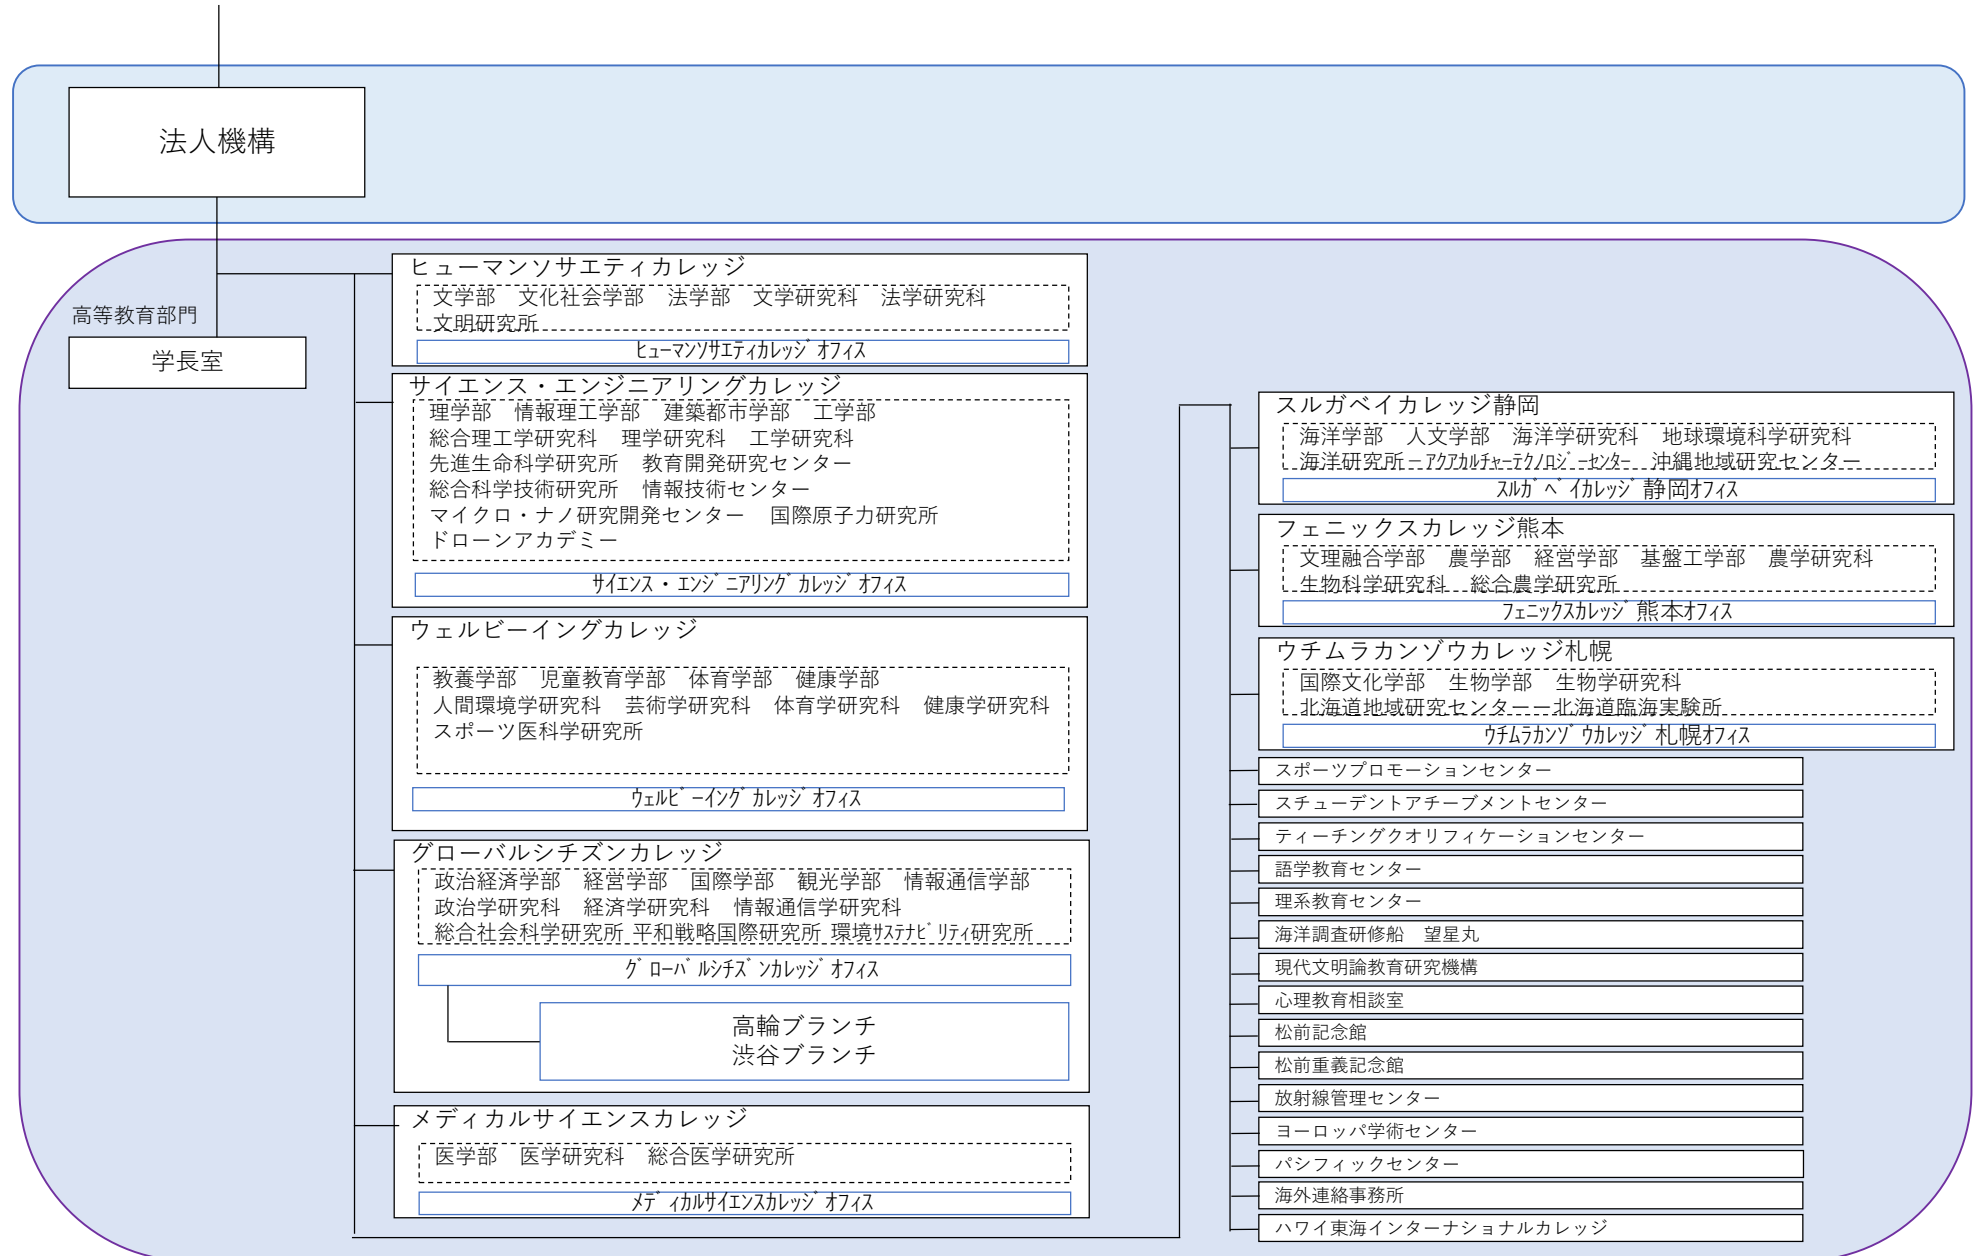 法人機構
高等教育部門
学長室
ヒューマンソサエティカレッジ
文学部　文化社会学部　法学部　文学研究科　法学研究科
文明研究所
ﾋｭｰﾏﾝｿｻｴﾃｨｶﾚｯｼﾞｵﾌｨｽ
サイエンス・エンジニアリングカレッジ
理学部　情報理工学部　建築都市学部　工学部
総合理工学研究科　理学研究科　工学研究科
先進生命科学研究所　教育開発研究センター
総合科学技術研究所　情報技術センター
マイクロ・ナノ研究開発センター　国際原子力研究所
ドローンアカデミー
ｻｲｴﾝｽ・ｴﾝｼﾞﾆｱﾘﾝｸﾞｶﾚｯｼﾞｵﾌｨｽ
ウェルビーイングカレッジ
教養学部　児童教育学部　体育学部　健康学部
人間環境学研究科　芸術学研究科　体育学研究科　健康学研究科
スポーツ医科学研究所
ｳｪﾙﾋﾞｰｲﾝｸﾞｶﾚｯｼﾞｵﾌｨｽ
グローバルシチズンカレッジ
政治経済学部　経営学部　国際学部　観光学部　情報通信学部
政治学研究科　経済学研究科　情報通信学研究科
総合社会科学研究所 平和戦略国際研究所 環境ｻｽﾃﾅﾋﾞﾘﾃｨ研究所
ｸﾞﾛｰﾊﾞﾙｼﾁｽﾞﾝｶﾚｯｼﾞｵﾌｨｽ
高輪ブランチ
渋谷ブランチ
メディカルサイエンスカレッジ
医学部　医学研究科　総合医学研究所
ﾒﾃﾞｨｶﾙｻｲｴﾝｽｶﾚｯｼﾞｵﾌｨｽ
スルガベイカレッジ静岡
海洋学部　人文学部　海洋学研究科　地球環境科学研究科
海洋研究所－ｱｸｱｶﾙﾁｬｰﾃｸﾉﾛｼﾞｰｾﾝﾀｰ　沖縄地域研究センター
ｽﾙｶﾞﾍﾞｲｶﾚｯｼﾞ静岡ｵﾌｨｽ
フェニックスカレッジ熊本
文理融合学部　農学部　経営学部　基盤工学部　農学研究科
生物科学研究科　総合農学研究所
ﾌｪﾆｯｸｽｶﾚｯｼﾞ熊本ｵﾌｨｽ
ウチムラカンゾウカレッジ札幌
国際文化学部　生物学部　生物学研究科
北海道地域研究センターー北海道臨海実験所
ｳﾁﾑﾗｶﾝｿﾞｳｶﾚｯｼﾞ札幌ｵﾌｨｽ
スポーツプロモーションセンター
スチューデントアチーブメントセンター
ティーチングクオリフィケーションセンター
語学教育センター
理系教育センター
海洋調査研修船　望星丸
現代文明論教育研究機構
心理教育相談室
松前記念館
松前重義記念館
放射線管理センター
ヨーロッパ学術センター
パシフィックセンター
海外連絡事務所
ハワイ東海インターナショナルカレッジ